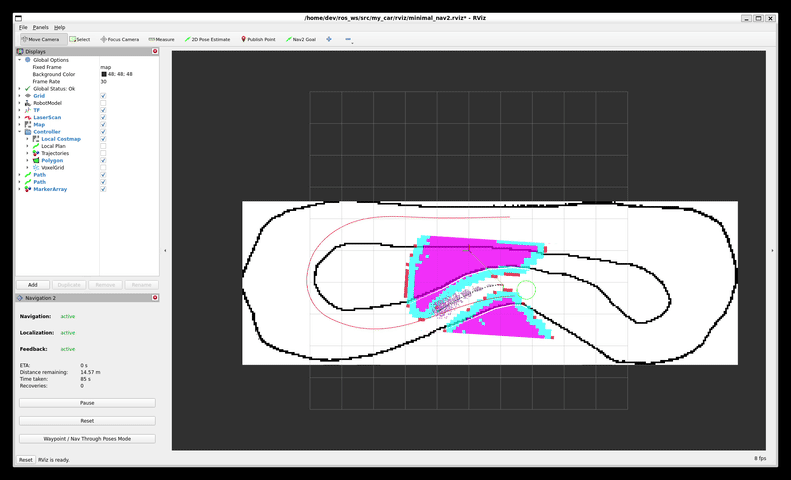 /home/dev/ros_ws/src/my_car/rviz/minimal_nav2.rviz* - RViz
File Panels Help
Move Camera Select Focus Camera Measure 2D Pose Estimate Publish Point Nav2 Goal
Displays
Global Options
Fixed Frame map
Background Color 48; 48; 48
Frame Rate 30
Global Status: Ok
Grid
RobotModel
TF
LaserScan
Map
Controller
Local Costmap
Local Plan
Trajectories
Polygon
VoxelGrid
Path
Path
MarkerArray
Add Duplicate Remove Rename
Navigation 2
Navigation: active
Localization: active
Feedback: active
ETA: 0 s
Distance remaining: 14.57 m
Time taken: 85 s
Recoveries: 0
Pause
Reset
Waypoint / Nav Through Poses Mode
Reset RViz is ready. 8 fps